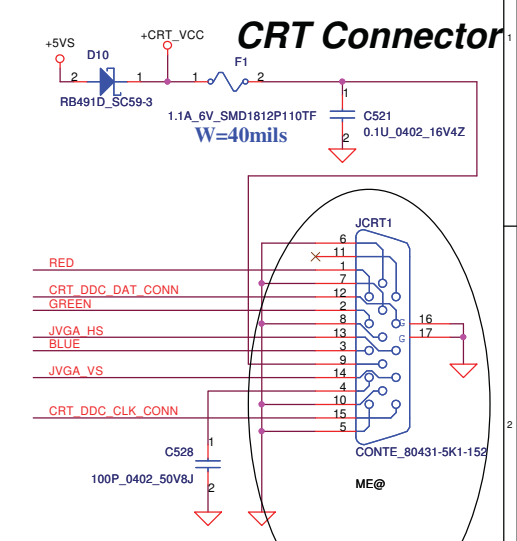 CRT Connector
1
+5VS
D10
+CRT_VCC
F1
2
1
1
2
RB491D_SC59-3
1.1A_6V_SMD1812P110TF
W=40mils
1
C521
0.1U_0402_16V4Z
2
JCRT1
6
11
RED
1
7
CRT_DDC_DAT_CONN
12
GREEN
2
8
G
16
JVGA_HS
13
G
17
BLUE
3
9
JVGA_VS
14
4
10
CRT_DDC_CLK_CONN
15
5
2
1
C528
100P_0402_50V8J
2
CONTE_80431-5K1-152
ME@